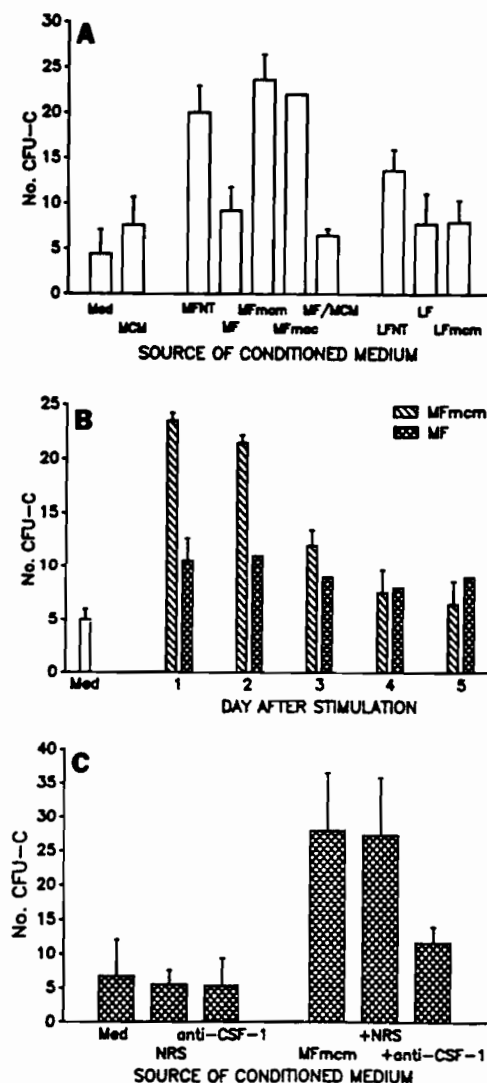 A
30
25
20
15
10
5
0
No. CFU-C
Med MFNT MFmcm MF/MCM LF
MCM MF MFmec LFNT LFmcm
SOURCE OF CONDITIONED MEDIUM
B
25
20
15
10
5
0
No. CFU-C
MFmcm
MF
Med 1 2 3 4 5
DAY AFTER STIMULATION
C
40
35
30
25
20
15
10
5
0
No. CFU-C
Med anti-CSF-1 +NRS
NRS MFmcm +anti-CSF-1
SOURCE OF CONDITIONED MEDIUM